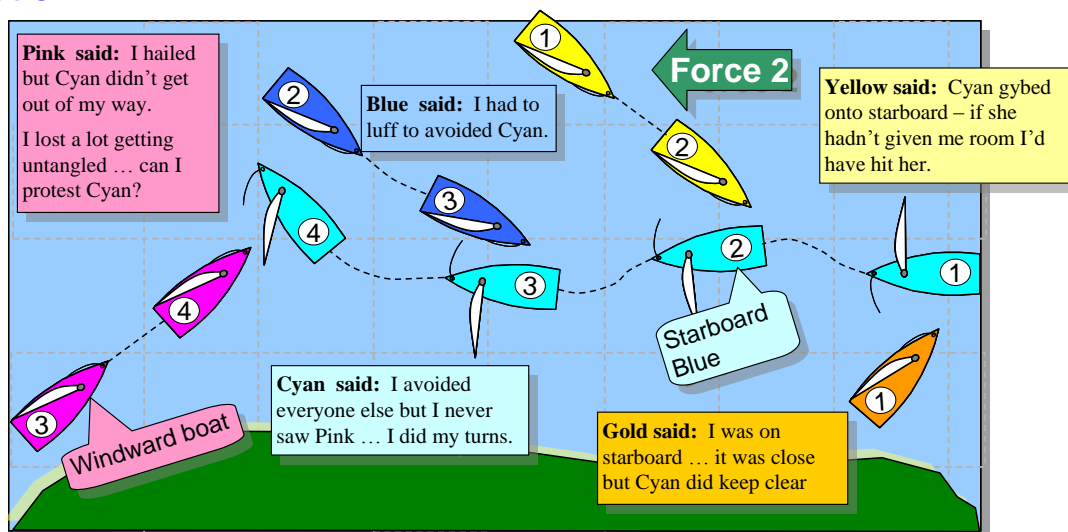 Pink said: I hailed
but Cyan didn't get
out of my way.
I lost a lot getting
untangled … can I
protest Cyan?
Blue said: I had to
luff to avoided Cyan.
Force 2
Yellow said: Cyan gybed
onto starboard – if she
hadn't given me room I'd
have hit her.
1
2
2
3
4
3
2
1
4
3
1
Starboard
Blue
Windward boat
Cyan said: I avoided
everyone else but I never
saw Pink … I did my turns.
Gold said: I was on
starboard … it was close
but Cyan did keep clear